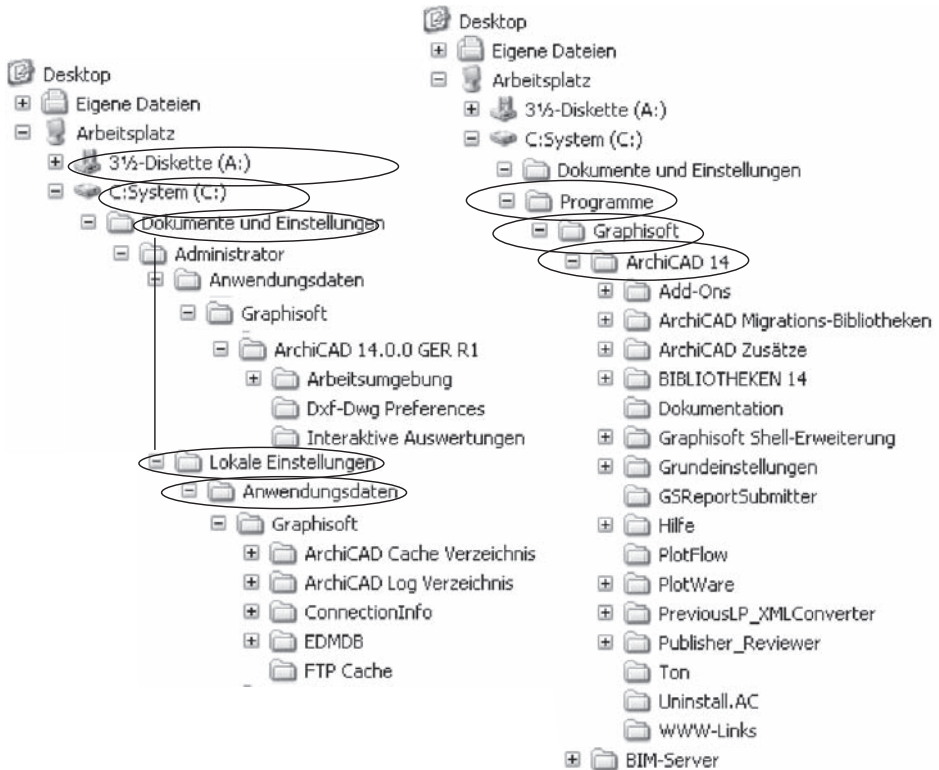 Desktop
Eigene Dateien
Arbeitsplatz
3½-Diskette (A:)
C:System (C:)
Dokumente und Einstellungen
Administrator
Anwendungsdaten
Graphisoft
ArchiCAD 14.0.0 GER R1
Arbeitsumgebung
Dxf-Dwg Preferences
Interaktive Auswertungen
Lokale Einstellungen
Anwendungsdaten
Graphisoft
ArchiCAD Cache Verzeichnis
ArchiCAD Log Verzeichnis
ConnectionInfo
EDMDB
FTP Cache
Desktop
Eigene Dateien
Arbeitsplatz
3½-Diskette (A:)
C:System (C:)
Dokumente und Einstellungen
Programme
Graphisoft
ArchiCAD 14
Add-Ons
ArchiCAD Migrations-Bibliotheken
ArchiCAD Zusätze
BIBLIOTHEKEN 14
Dokumentation
Graphisoft Shell-Erweiterung
Grundeinstellungen
GSReportSubmitter
Hilfe
PlotFlow
PlotWare
PreviousLP_XMLConverter
Publisher_Reviewer
Ton
Uninstall.AC
WWW-Links
BIM-Server